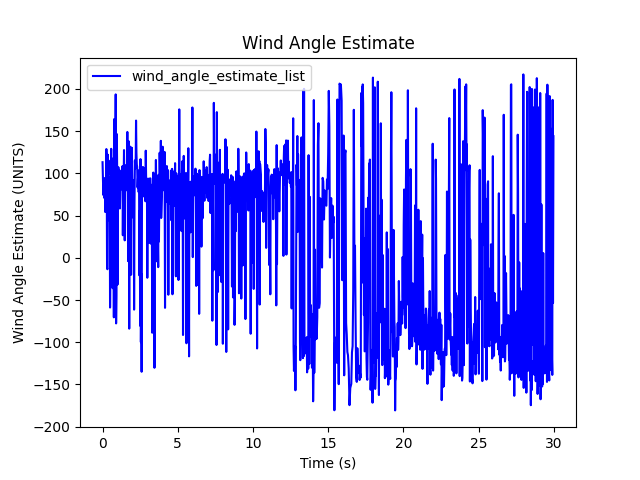 Wind Angle Estimate
wind_angle_estimate_list
Wind Angle Estimate (UNITS)
200
150
100
50
0
−50
−100
−150
−200
0 5 10 15 20 25 30
Time (s)